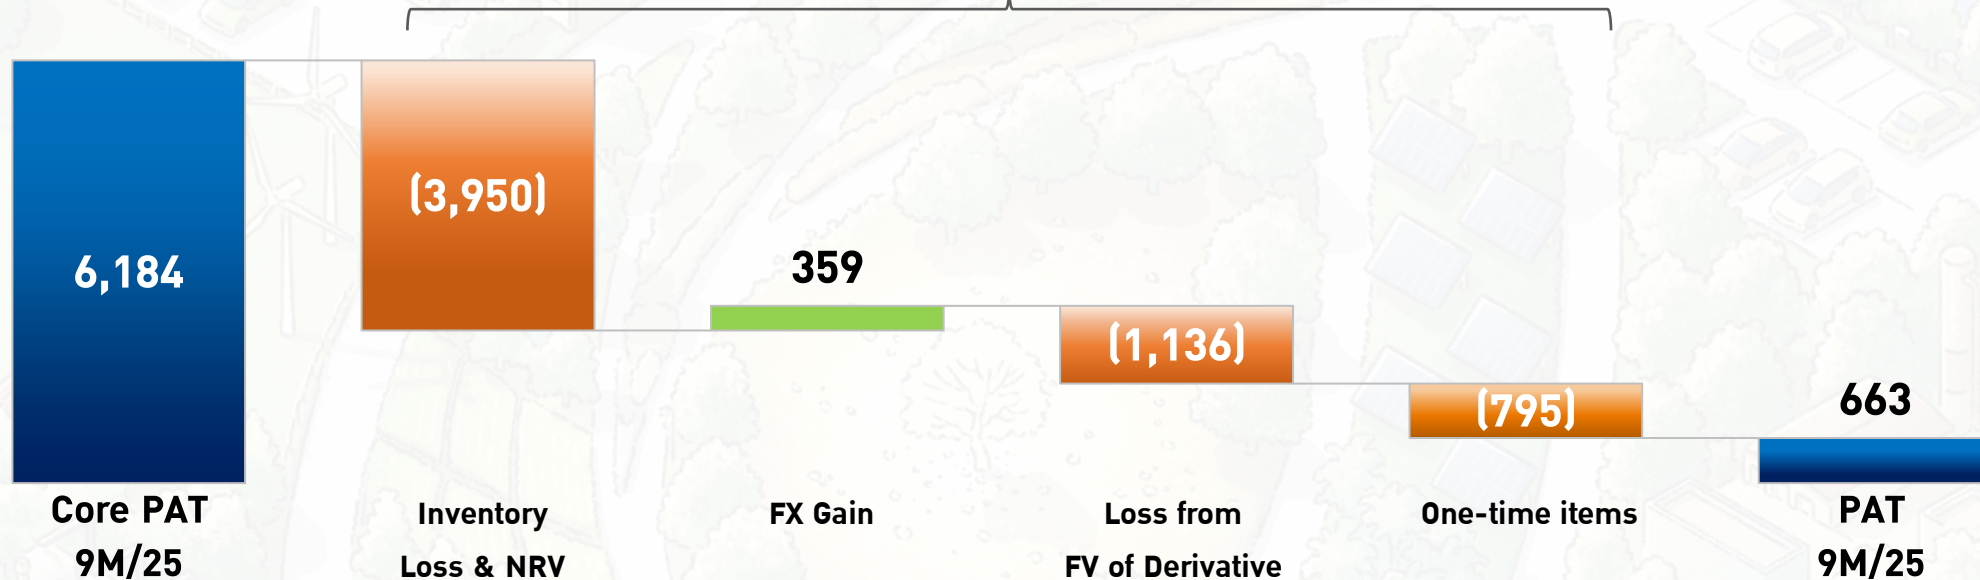 6,184
(3,950)
359
(1,136)
(795)
663
Core PAT
9M/25
Inventory
Loss & NRV
FX Gain
Loss from
FV of Derivative
One-time items
PAT
9M/25